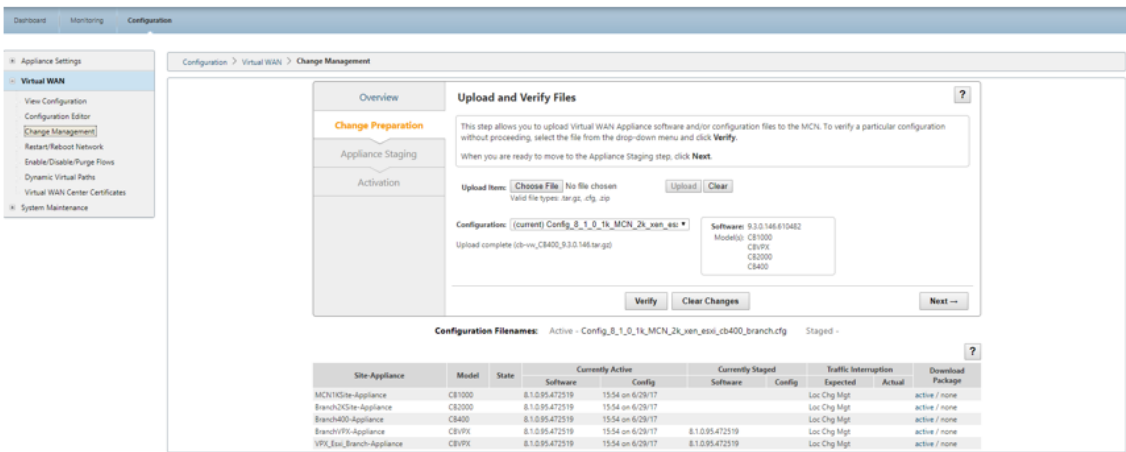 Dashboard Monitoring Configuration
Appliance Settings
Virtual WAN
View Configuration
Configuration Editor
Change Management
Restart/Reboot Network
Enable/Disable/Purge Flows
Dynamic Virtual Paths
Virtual WAN Center Certificates
System Maintenance
Configuration > Virtual WAN > Change Management
Overview
Change Preparation
Appliance Staging
Activation
Upload and Verify Files
?
This step allows you to upload Virtual WAN Appliance software and/or configuration files to the MCN. To verify a particular configuration
without proceeding, select the file from the drop-down menu and click Verify.
When you are ready to move to the Appliance Staging step, click Next.
Upload Item: Choose File No file chosen Upload Clear
Valid file types: .tar.gz, .cfg, .zip
Configuration: (current) Config_8_1_0_1k_MCN_2k_xen_es
Upload complete (cb-vw_CB400_9.3.0.146.tar.gz)
Software: 9.3.0.146.610482
Model(s): CB1000
CBVPX
CB2000
CB400
Verify Clear Changes Next →
Configuration Filenames: Active - Config_8_1_0_1k_MCN_2k_xen_esxi_cb400_branch.cfg Staged -
?
Site-Appliance Model State Currently Active Currently Staged Traffic Interruption Download Package
Software Config Software Config Expected Actual
MCN1KSite-Appliance CB1000 8.1.0.95.472519 15:54 on 6/29/17 Loc Chg Mgt active / none
Branch2KSite-Appliance CB2000 8.1.0.95.472519 15:54 on 6/29/17 Loc Chg Mgt active / none
Branch400-Appliance CB400 8.1.0.95.472519 15:54 on 6/29/17 Loc Chg Mgt active / none
BranchVPX-Appliance CBVPX 8.1.0.95.472519 15:54 on 6/29/17 8.1.0.95.472519 Loc Chg Mgt active / none
VPX_Esxi_Branch-Appliance CBVPX 8.1.0.95.472519 15:54 on 6/29/17 8.1.0.95.472519 Loc Chg Mgt active / none